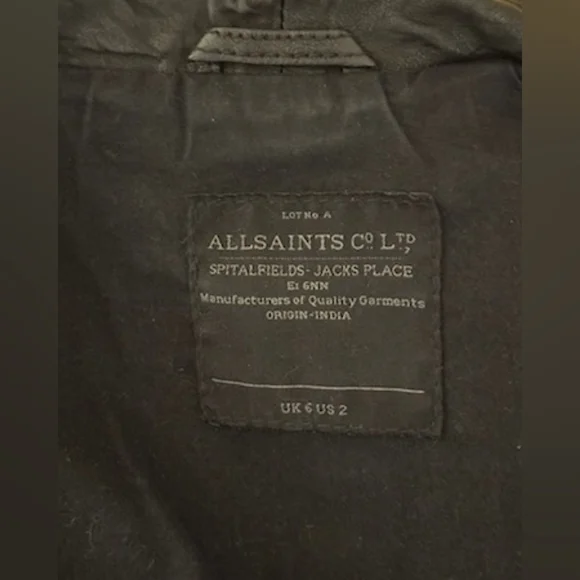 LOT No A
ALLSAINTS Cº LTD
SPITALFIELDS - JACKS PLACE
E1 6NN
Manufacturers of Quality Garments
ORIGIN-INDIA
UK 6 US 2